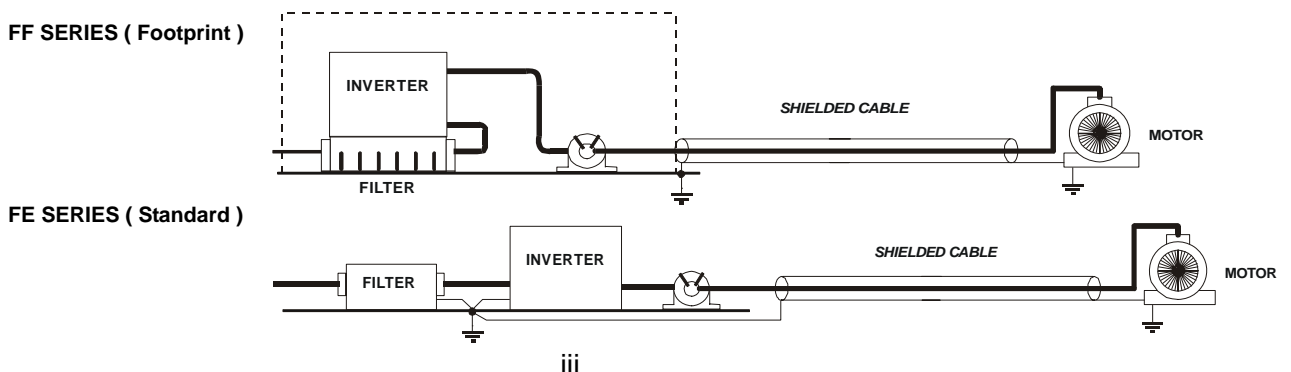 FF SERIES ( Footprint )
INVERTER
SHIELDED CABLE
MOTOR
FILTER
FE SERIES ( Standard )
FILTER
INVERTER
SHIELDED CABLE
MOTOR
iii